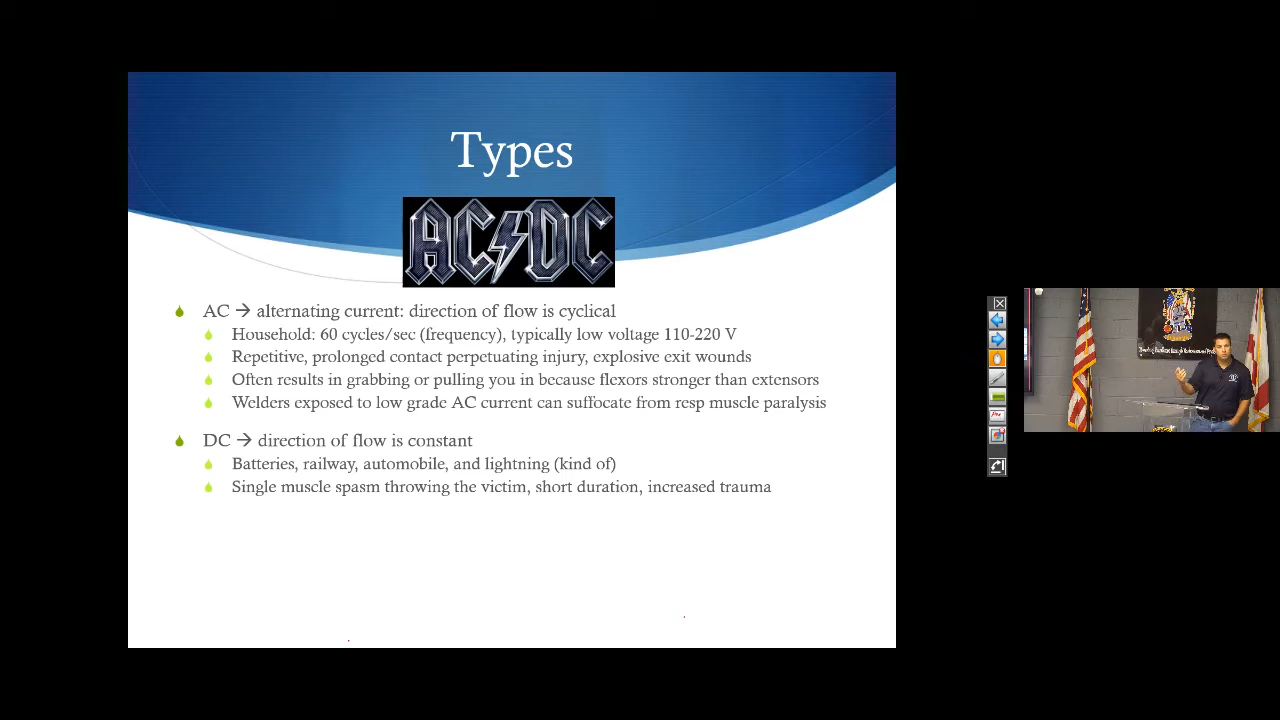 Types
AC/DC
AC → alternating current: direction of flow is cyclical
Household: 60 cycles/sec (frequency), typically low voltage 110-220 V
Repetitive, prolonged contact perpetuating injury, explosive exit wounds
Often results in grabbing or pulling you in because flexors stronger than extensors
Welders exposed to low grade AC current can suffocate from resp muscle paralysis
DC → direction of flow is constant
Batteries, railway, automobile, and lightning (kind of)
Single muscle spasm throwing the victim, short duration, increased trauma